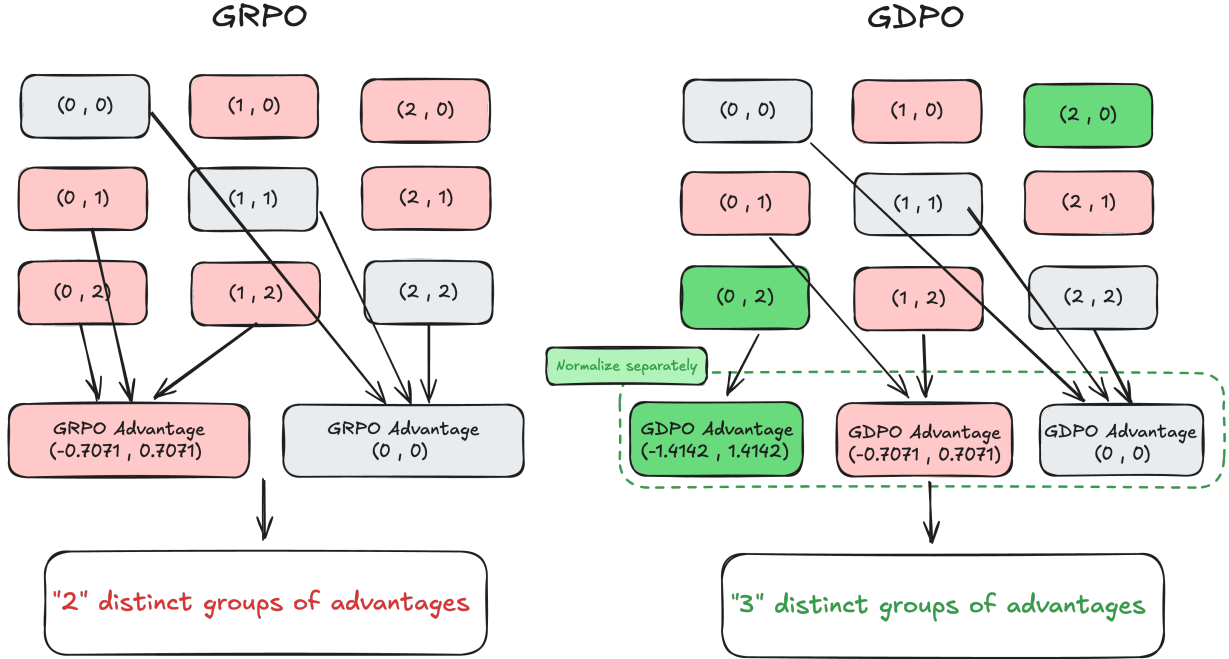 GRPO
(0 , 0)
(1 , 0)
(2 , 0)
(0 , 1)
(1 , 1)
(2 , 1)
(0 , 2)
(1 , 2)
(2 , 2)
GRPO Advantage
(-0.7071 , 0.7071)
GRPO Advantage
(0 , 0)
"2" distinct groups of advantages
GDPO
(0 , 0)
(1 , 0)
(2 , 0)
(0 , 1)
(1 , 1)
(2 , 1)
(0 , 2)
(1 , 2)
(2 , 2)
Normalize separately
GDPO Advantage
(-1.4142 , 1.4142)
GDPO Advantage
(-0.7071 , 0.7071)
GDPO Advantage
(0 , 0)
"3" distinct groups of advantages